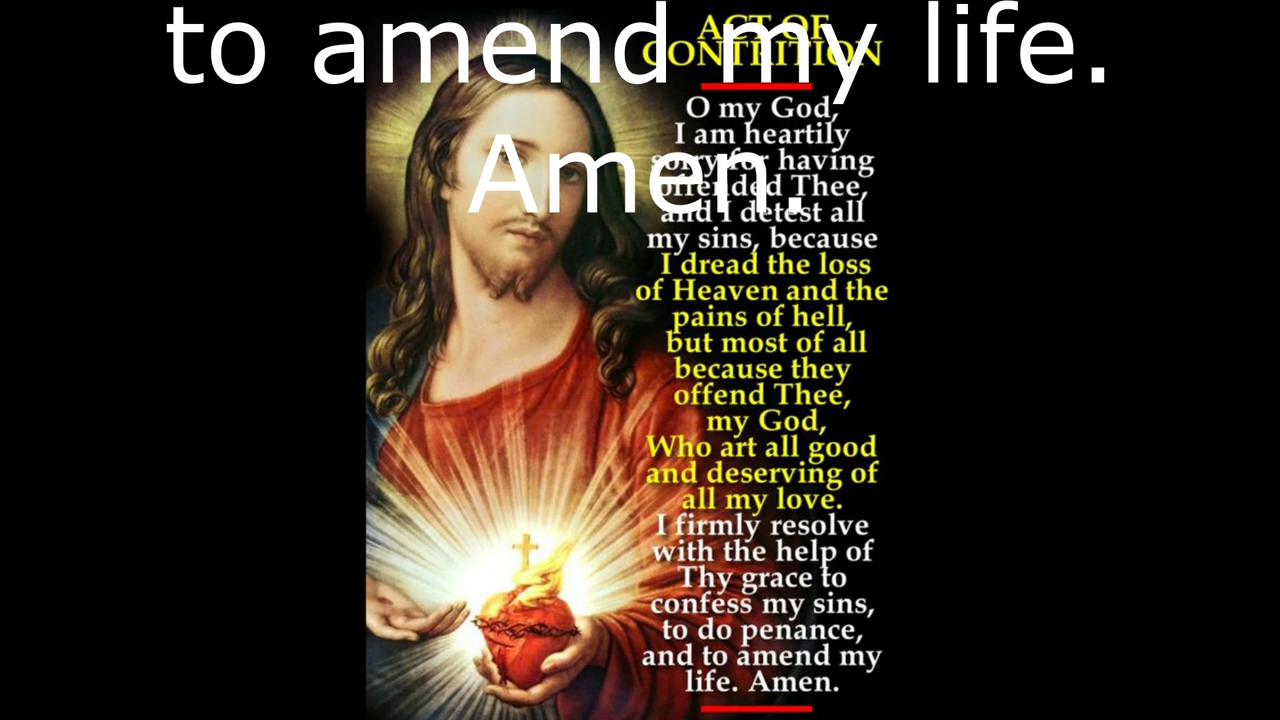 to amend my life.
Amen.
ACT OF
CONTRITION
O my God,
I am heartily
sorry for having
offended Thee,
and I detest all
my sins, because
I dread the loss
of Heaven and the
pains of hell,
but most of all
because they
offend Thee,
my God,
Who art all good
and deserving of
all my love.
I firmly resolve
with the help of
Thy grace to
confess my sins,
to do penance,
and to amend my
life. Amen.